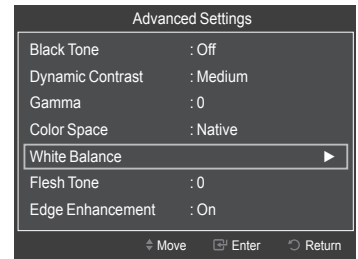 Advanced Settings
Black Tone : Off
Dynamic Contrast : Medium
Gamma : 0
Color Space : Native
White Balance ►
Flesh Tone : 0
Edge Enhancement : On
Move Enter Return